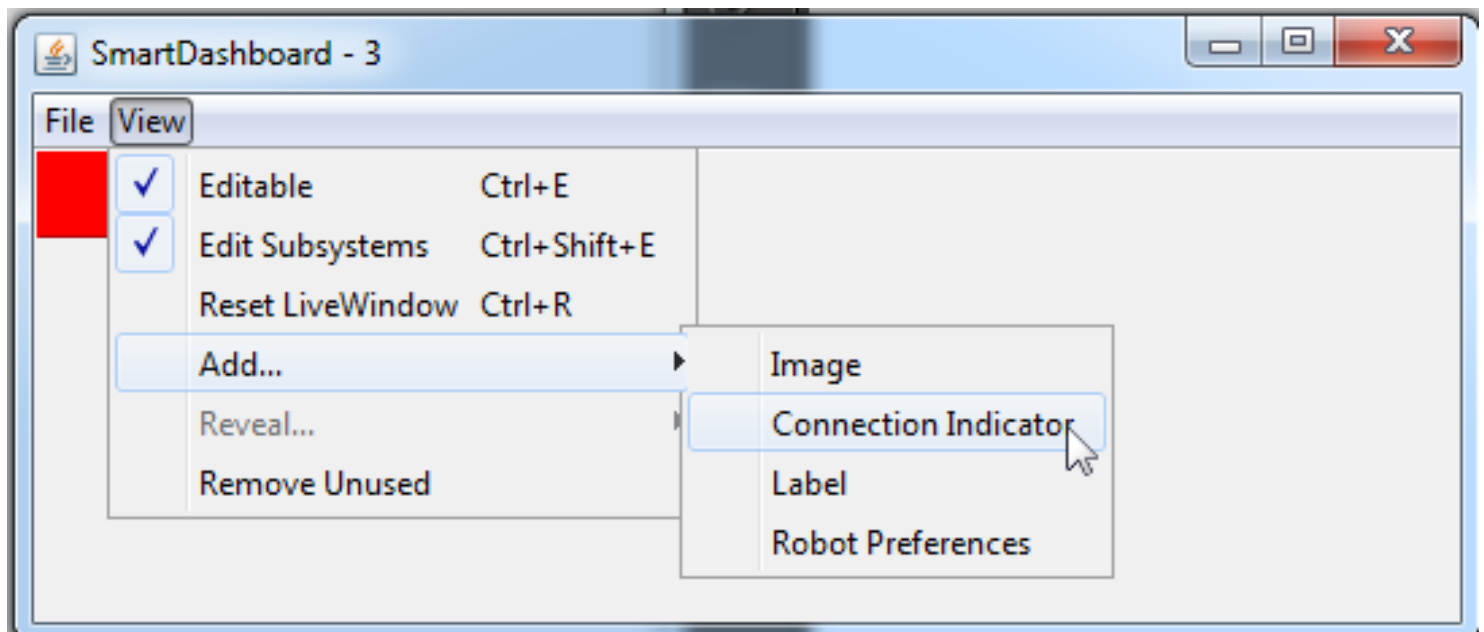 SmartDashboard - 3
File View
Editable Ctrl+E
Edit Subsystems Ctrl+Shift+E
Reset LiveWindow Ctrl+R
Add...
Image
Reveal...
Connection Indicator
Remove Unused
Label
Robot Preferences